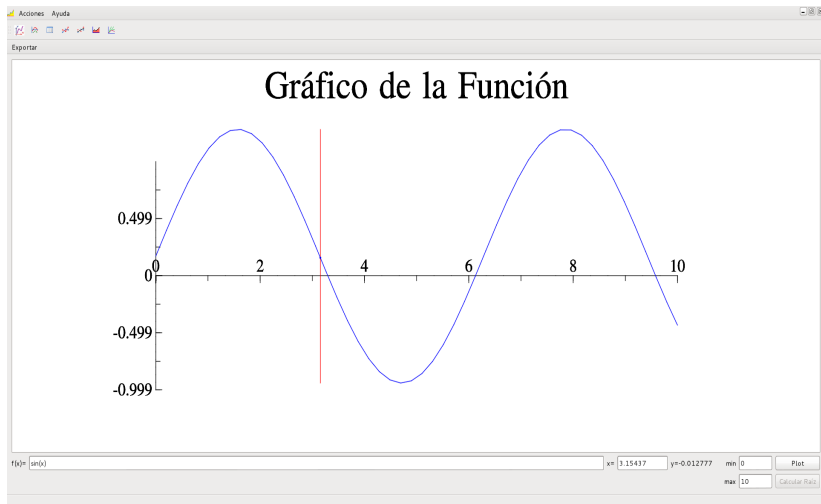 Acciones Ayuda
Exportar
Gráfico de la Función
0.499
0
-0.499
-0.999
0 2 4 6 8 10
f(x)= sin(x) x= 3.15437 y=-0.012777 min 0 Plot
max 10 Calcular Raiz